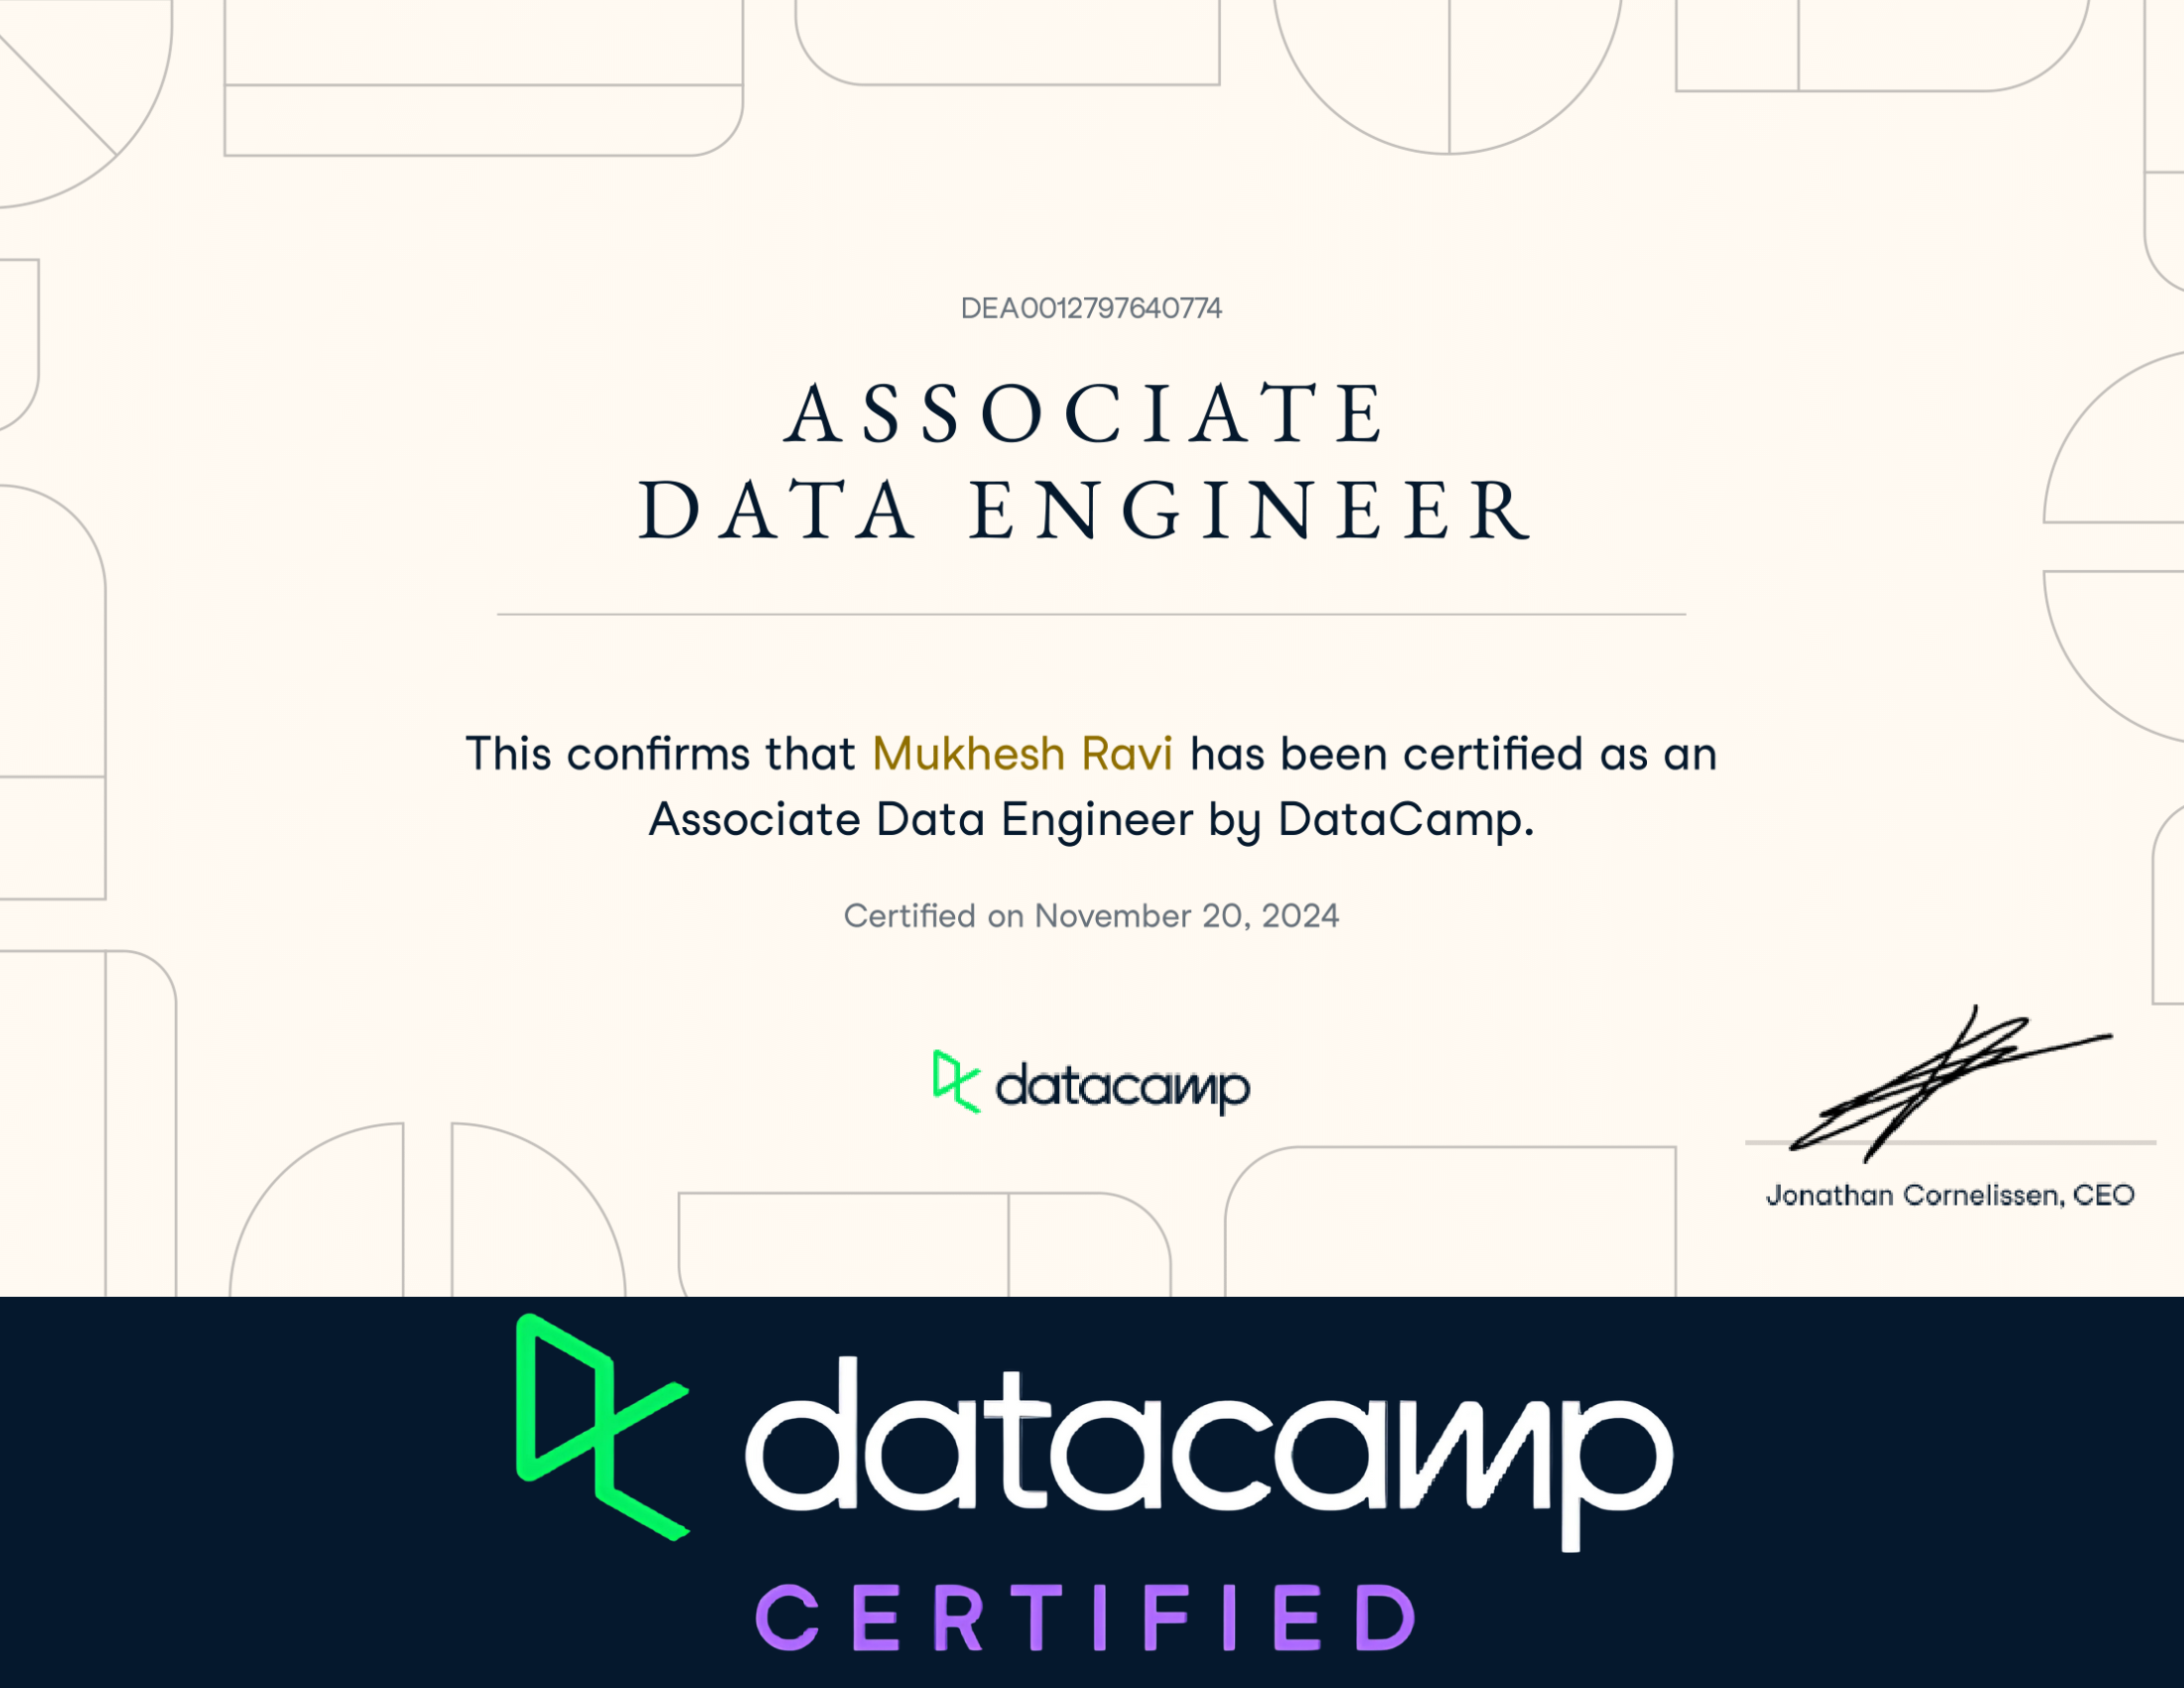 DEA0012797640774
ASSOCIATE
DATA ENGINEER
This confirms that Mukhesh Ravi has been certified as an
Associate Data Engineer by DataCamp.
Certified on November 20, 2024
datacamp
Jonathan Cornelissen, CEO
datacamp
CERTIFIED